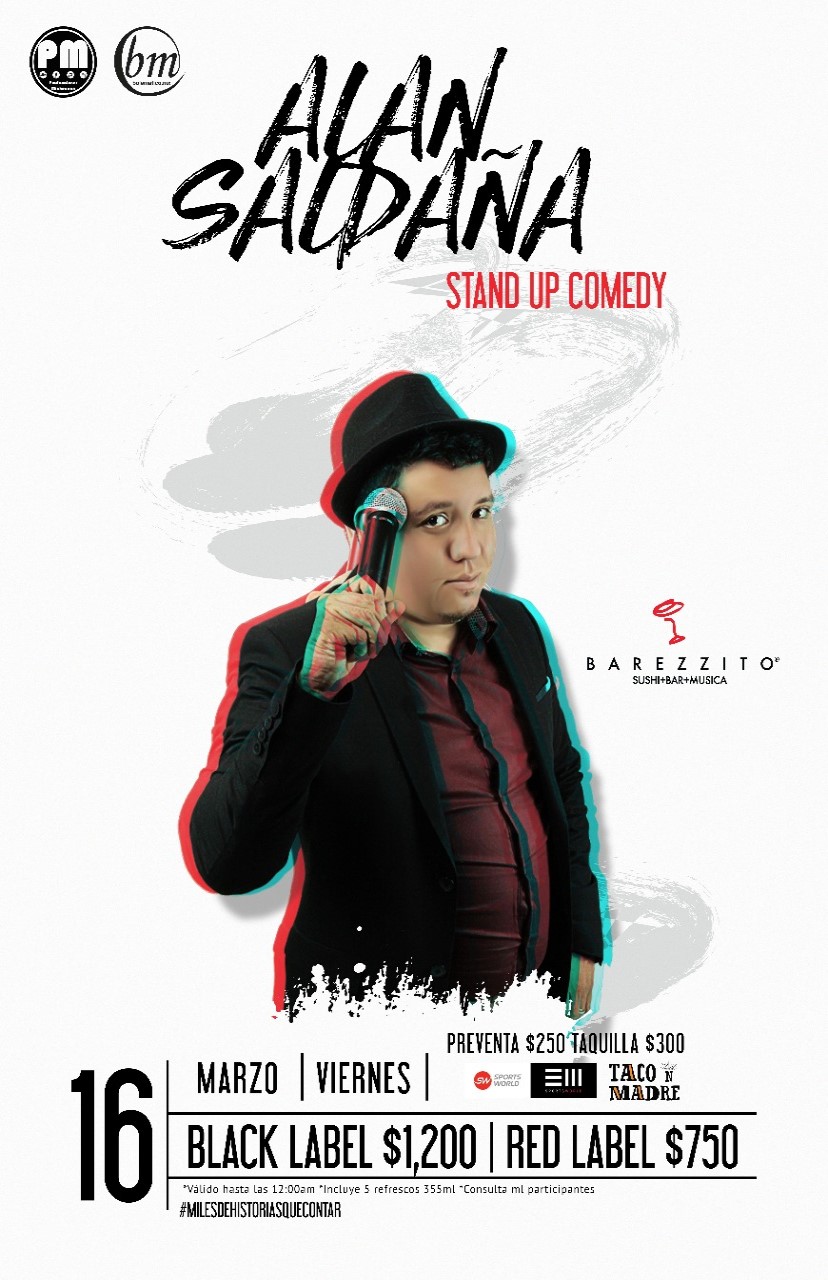 PM
bm
ALAN
SALDAÑA
STAND UP COMEDY
BAREZZITO®
SUSHI+BAR+MUSICA
PREVENTA $250 TAQUILLA $300
16
MARZO | VIERNES |
SW SPORTS WORLD
TACO 'N MADRE
BLACK LABEL $1,200 | RED LABEL $750
*Válido hasta las 12:00am *Incluye 5 refrescos 355ml *Consulta ml participantes
#MILESDEHISTORIASQUECONTAR